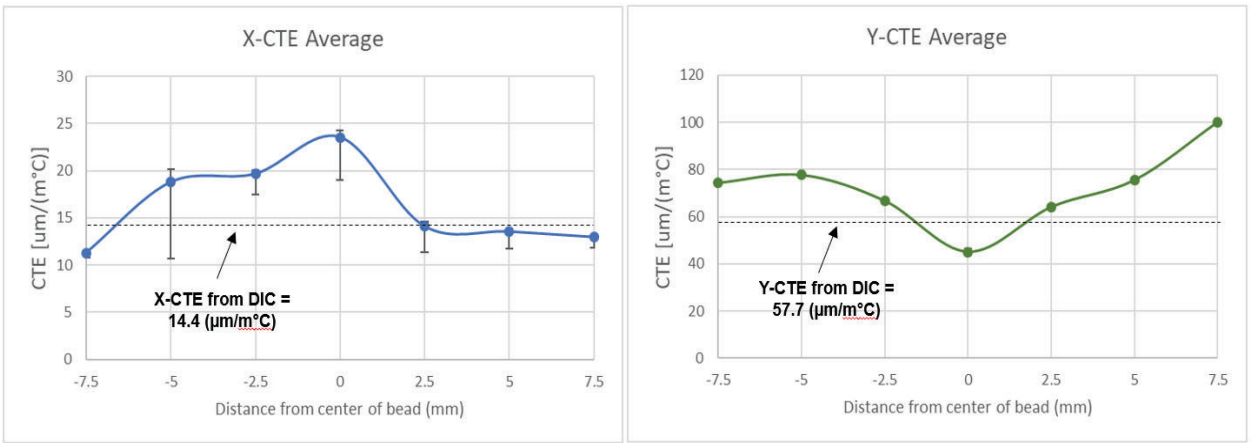 X-CTE Average
30
25
20
15
10
5
0
CTE [um/(m°C)]
-7.5 -5 -2.5 0 2.5 5 7.5
Distance from center of bead (mm)
X-CTE from DIC =
14.4 (µm/m°C)
Y-CTE Average
120
100
80
60
40
20
0
CTE [um/(m°C)]
-7.5 -5 -2.5 0 2.5 5 7.5
Distance from center of bead (mm)
Y-CTE from DIC =
57.7 (µm/m°C)